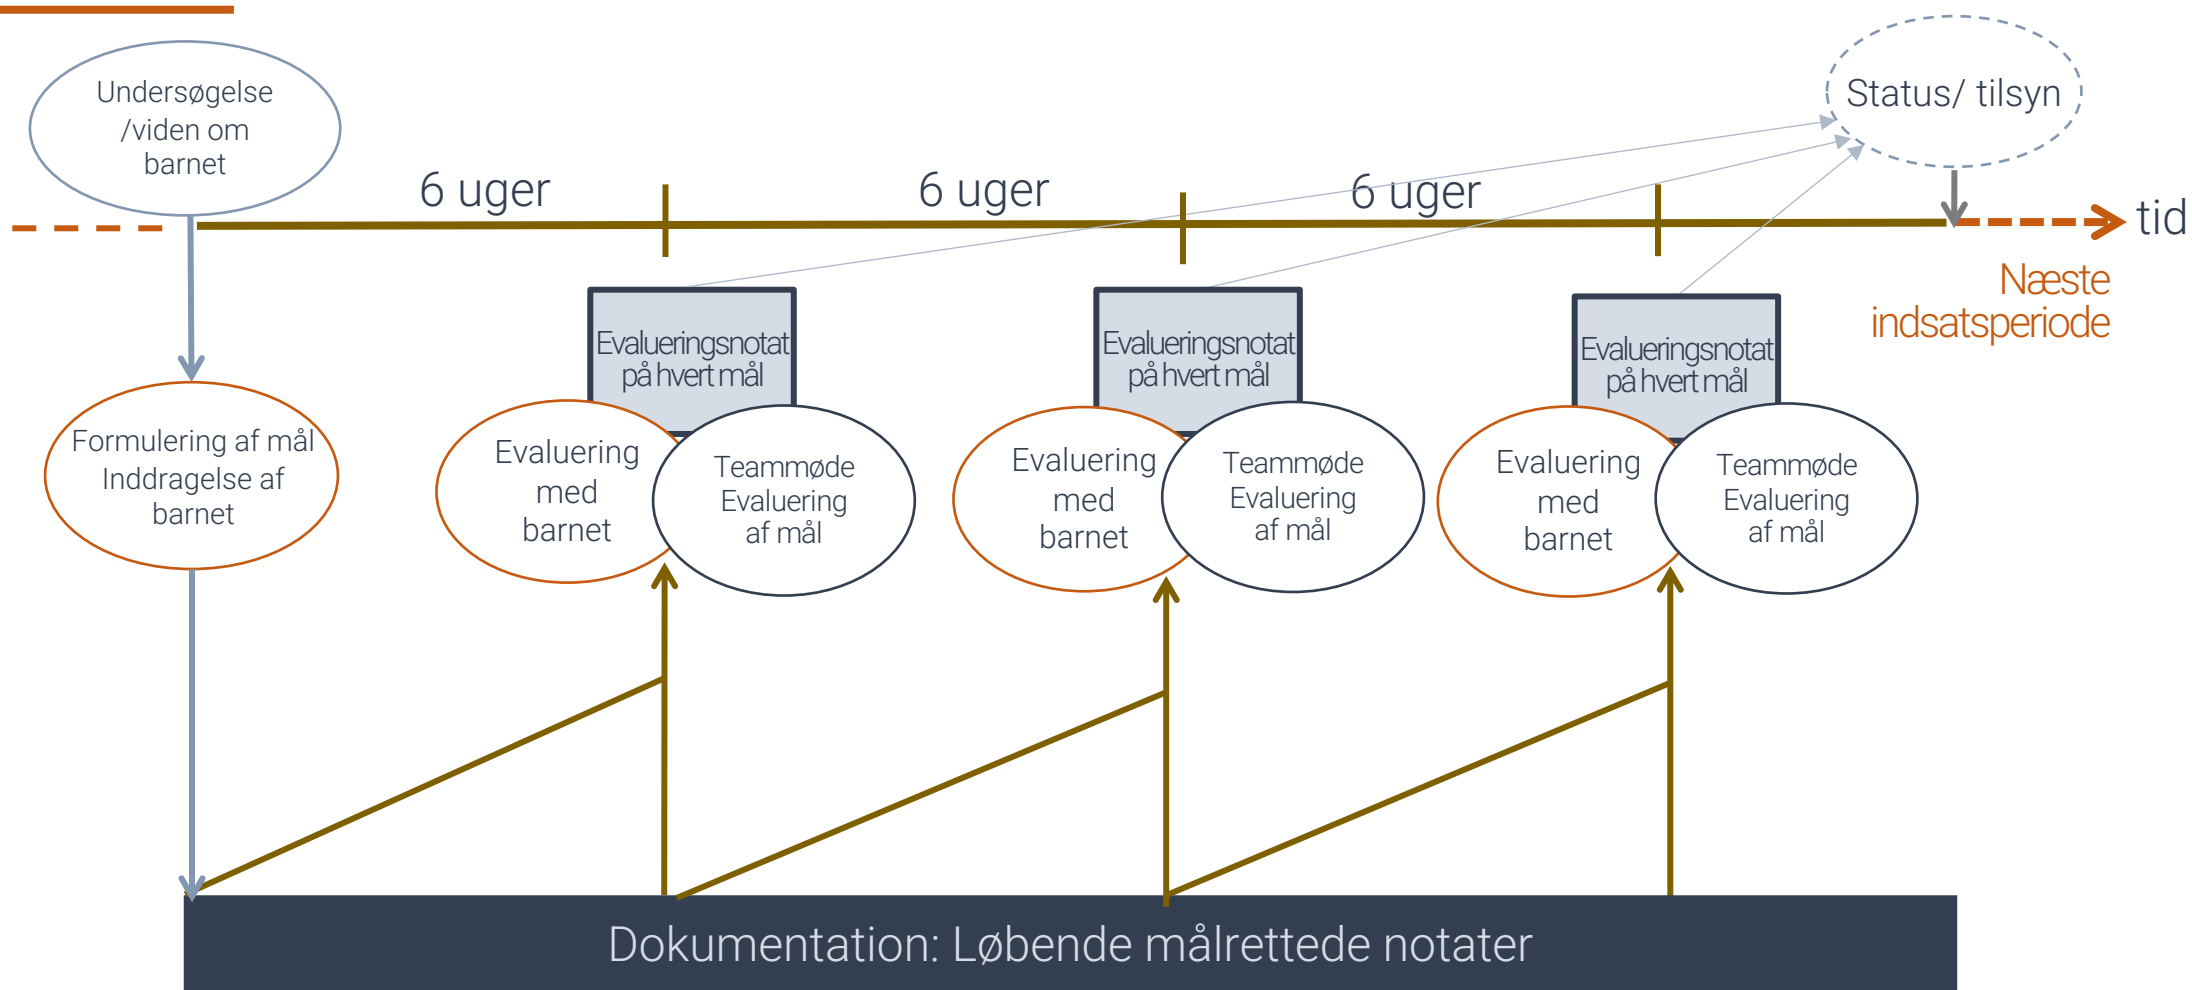 Undersøgelse
/viden om
barnet
Status/ tilsyn
6 uger
6 uger
6 uger
tid
Næste
indsatsperiode
Evalueringsnotat
på hvert mål
Evalueringsnotat
på hvert mål
Evalueringsnotat
på hvert mål
Formulering af mål
Inddragelse af
barnet
Evaluering
med
barnet
Teammøde
Evaluering
af mål
Evaluering
med
barnet
Teammøde
Evaluering
af mål
Evaluering
med
barnet
Teammøde
Evaluering
af mål
Dokumentation: Løbende målrettede notater